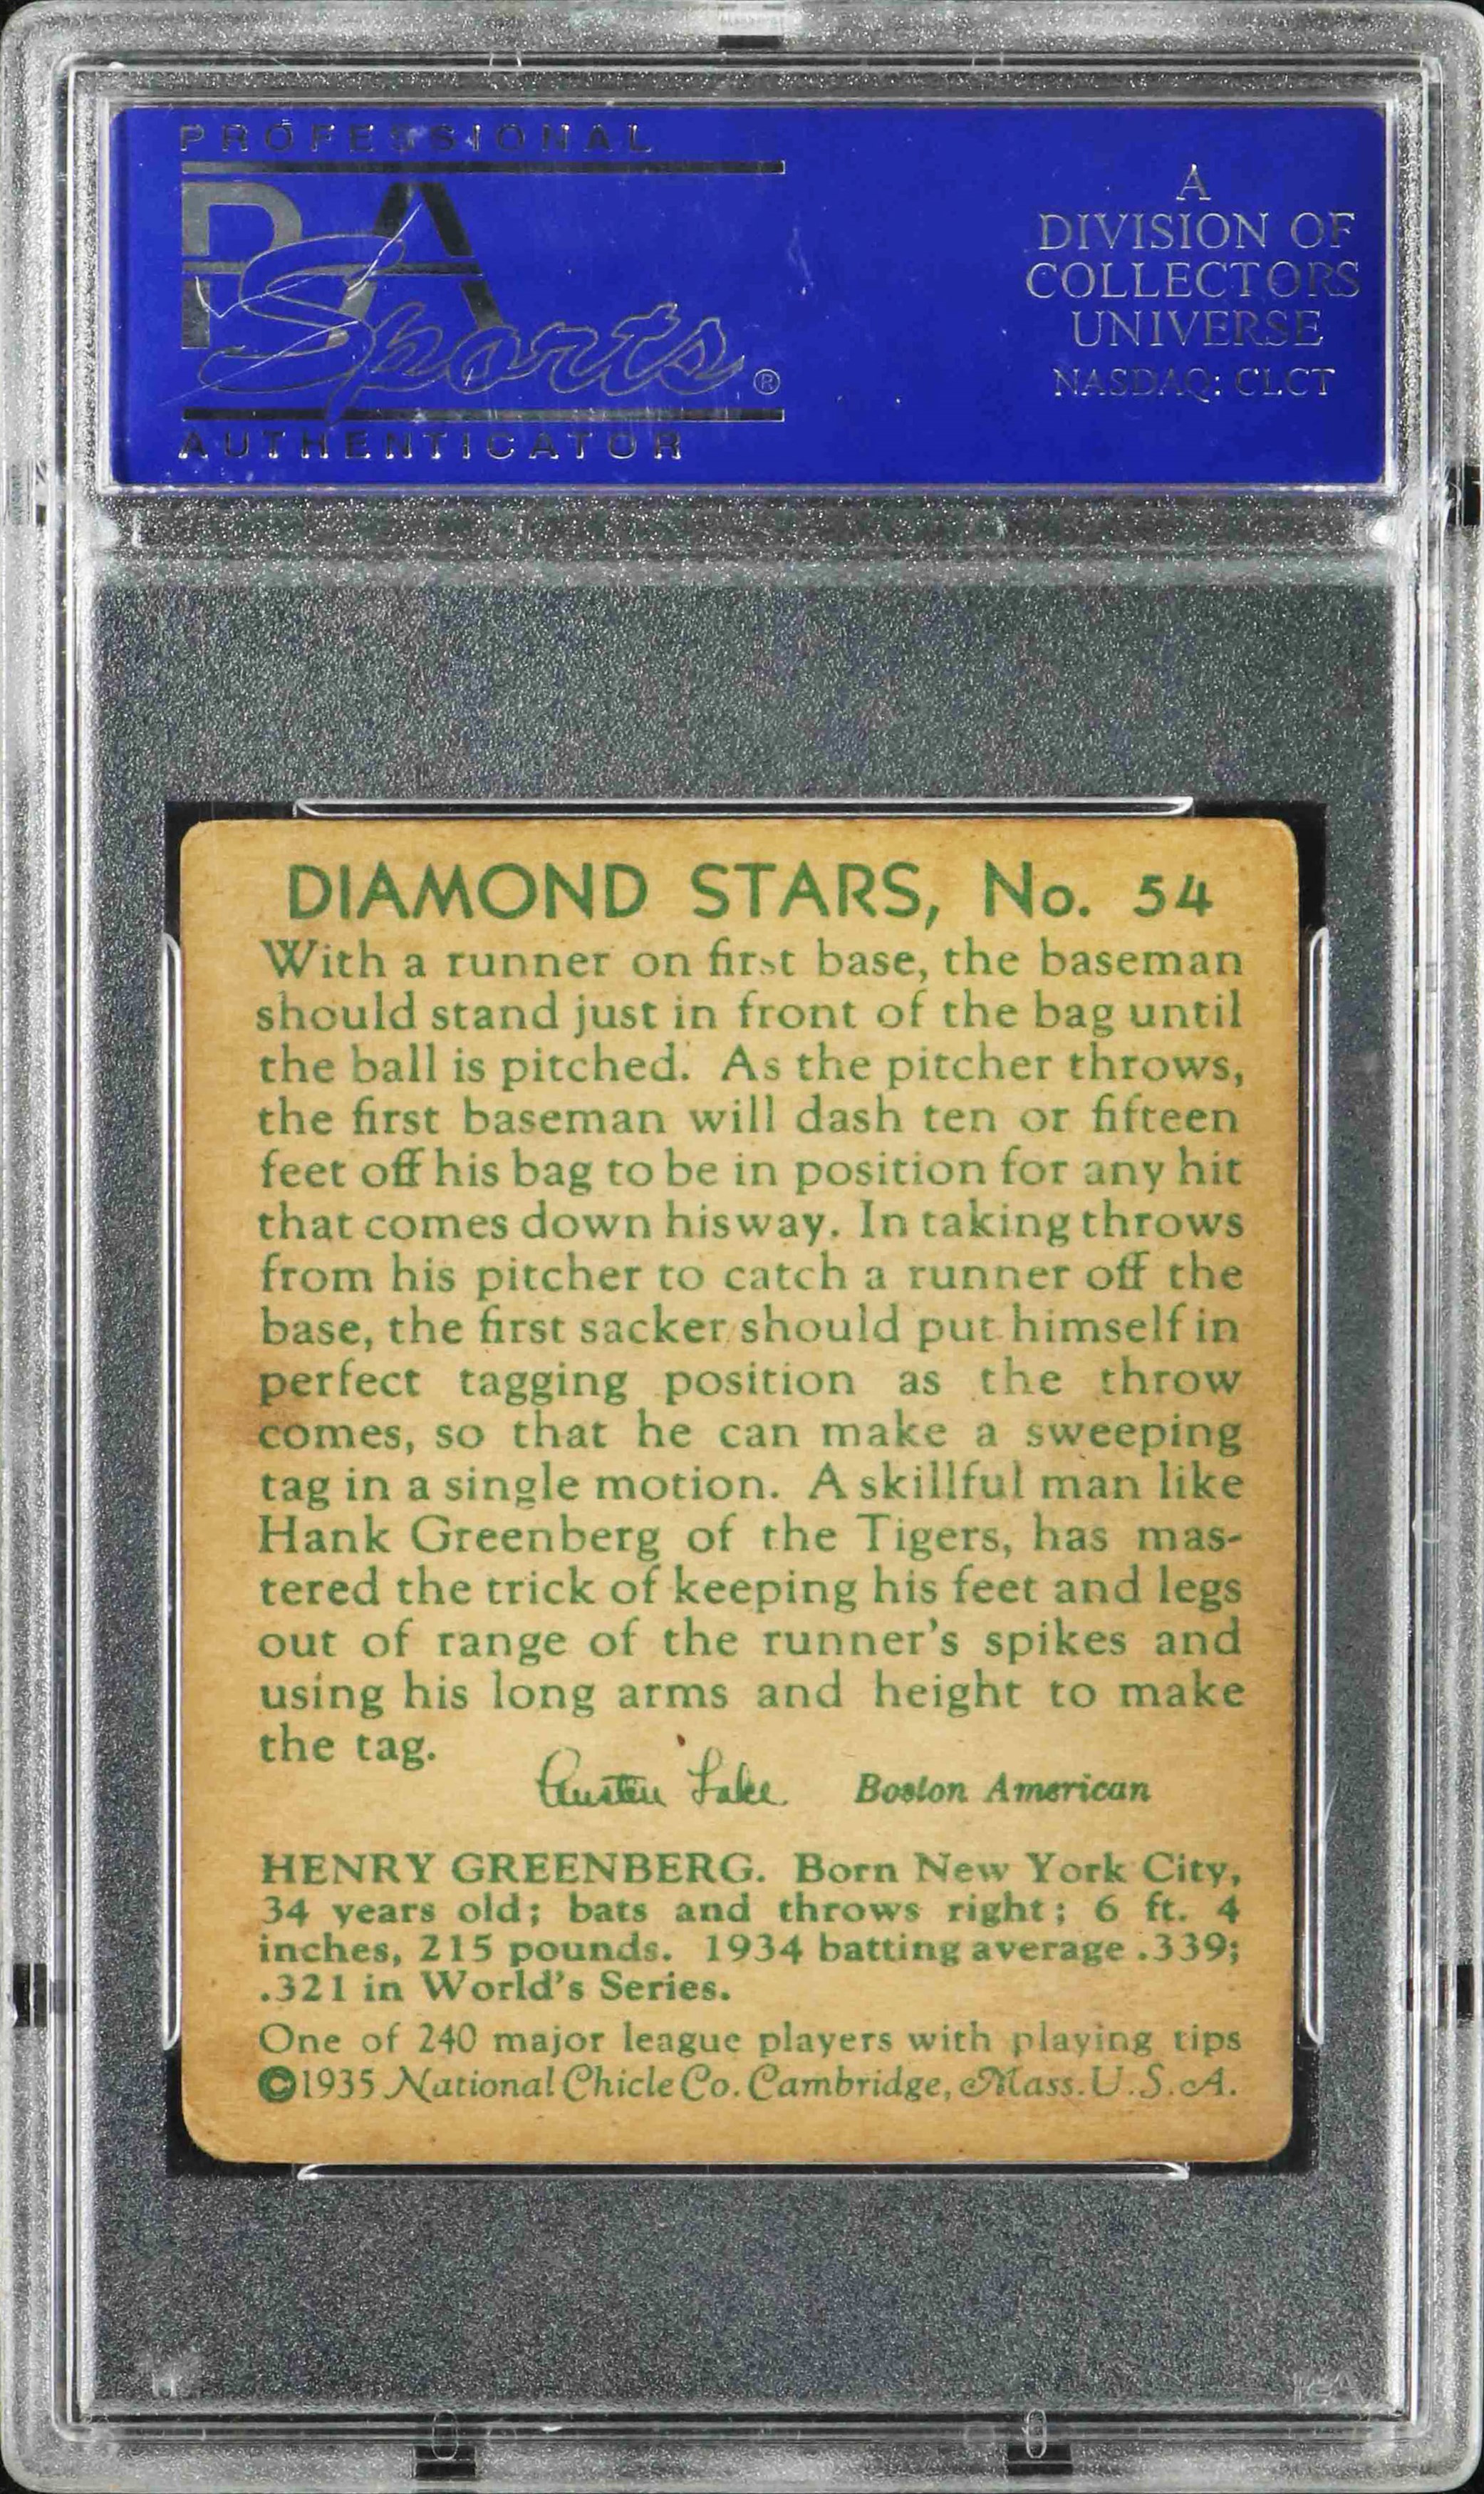 PROFESSIONAL
PSA
Sports®
AUTHENTICATOR
A
DIVISION OF
COLLECTORS
UNIVERSE
NASDAQ: CLCT
DIAMOND STARS, No. 54
With a runner on first base, the baseman
should stand just in front of the bag until
the ball is pitched. As the pitcher throws,
the first baseman will dash ten or fifteen
feet off his bag to be in position for any hit
that comes down his way. In taking throws
from his pitcher to catch a runner off the
base, the first sacker should put himself in
perfect tagging position as the throw
comes, so that he can make a sweeping
tag in a single motion. A skillful man like
Hank Greenberg of the Tigers, has mas-
tered the trick of keeping his feet and legs
out of range of the runner's spikes and
using his long arms and height to make
the tag.
Austen Lake Boston American
HENRY GREENBERG. Born New York City,
34 years old; bats and throws right; 6 ft. 4
inches, 215 pounds. 1934 batting average .339;
.321 in World's Series.
One of 240 major league players with playing tips
©1935 National Chicle Co. Cambridge, Mass. U.S.A.